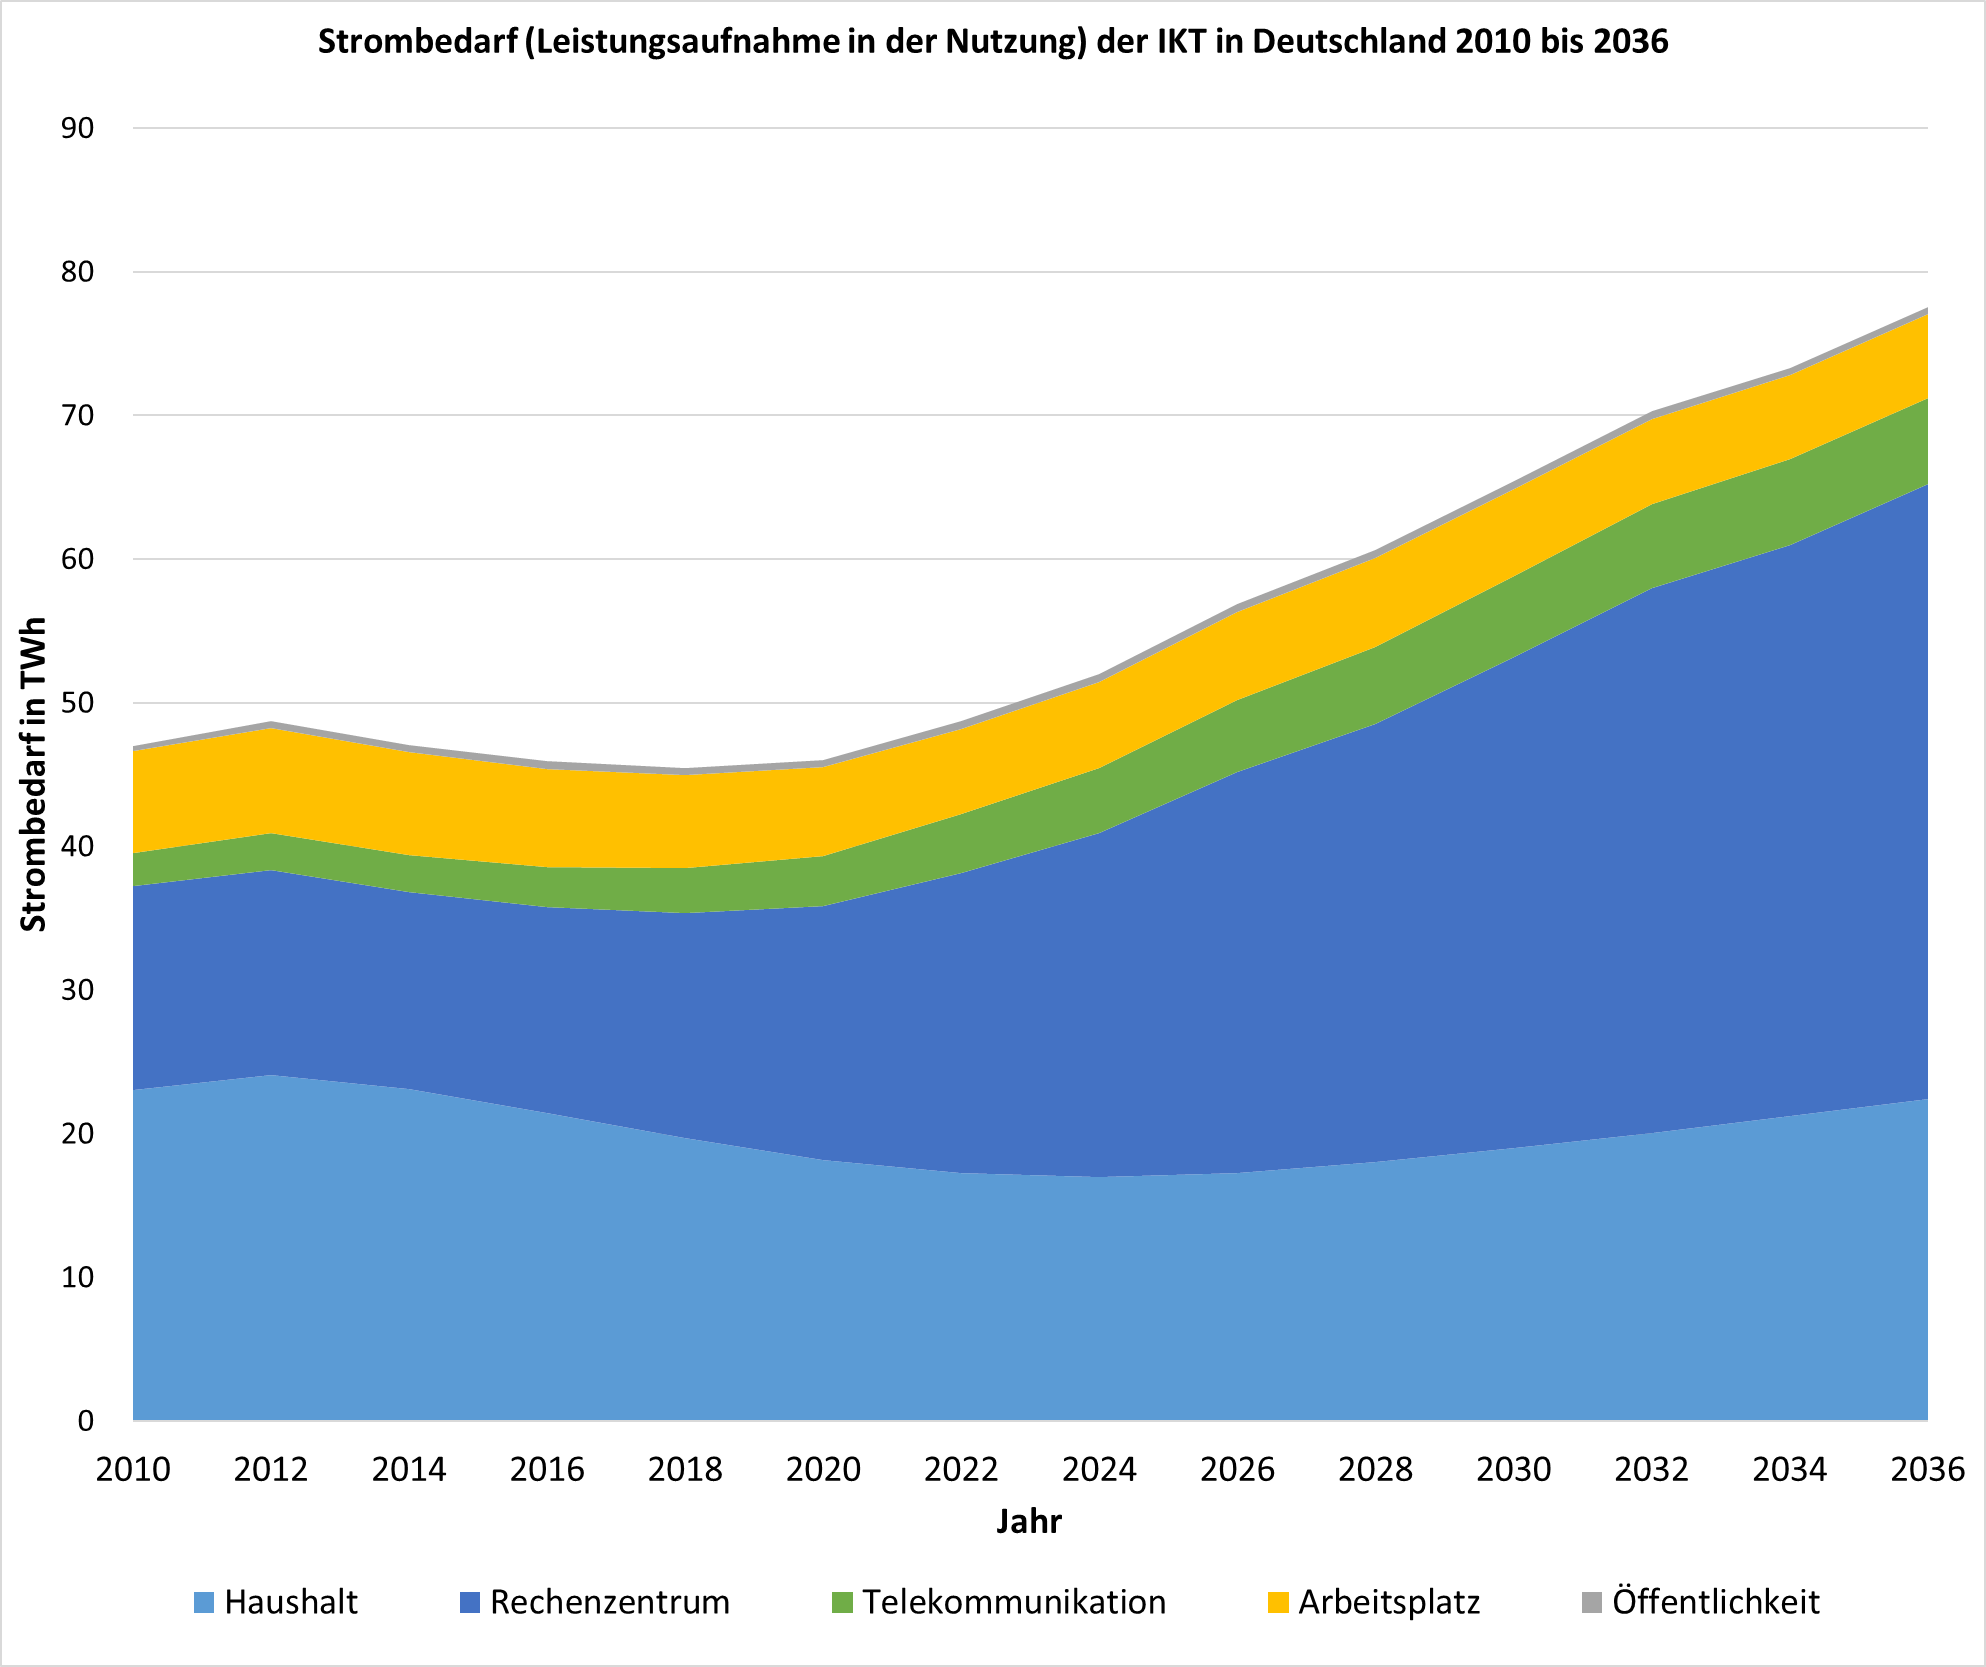 Strombedarf (Leistungsaufnahme in der Nutzung) der IKT in Deutschland 2010 bis 2036
90
80
70
60
50
40
30
20
10
0
Strombedarf in TWh
2010 2012 2014 2016 2018 2020 2022 2024 2026 2028 2030 2032 2034 2036
Jahr
Haushalt Rechenzentrum Telekommunikation Arbeitsplatz Öffentlichkeit